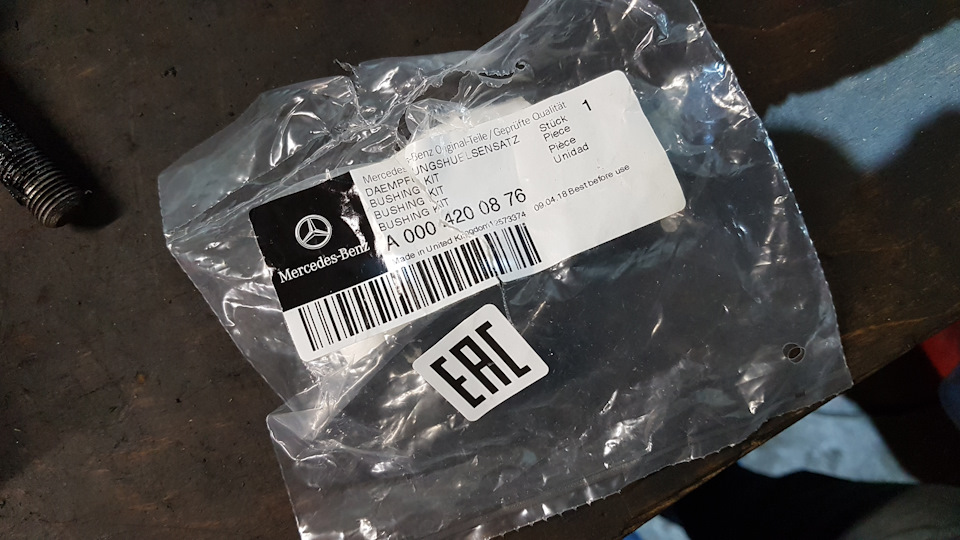 Mercedes-Benz Original-Teile / Geprüfte Qualität
DAEMPFUNGSHUELSENSATZ
BUSHING KIT
BUSHING KIT
BUSHING KIT
1
Stück
Piece
Pièce
Unidad
A 000 420 08 76
Made in United Kingdom
09.04.18 Best before use
Mercedes-Benz
EAC